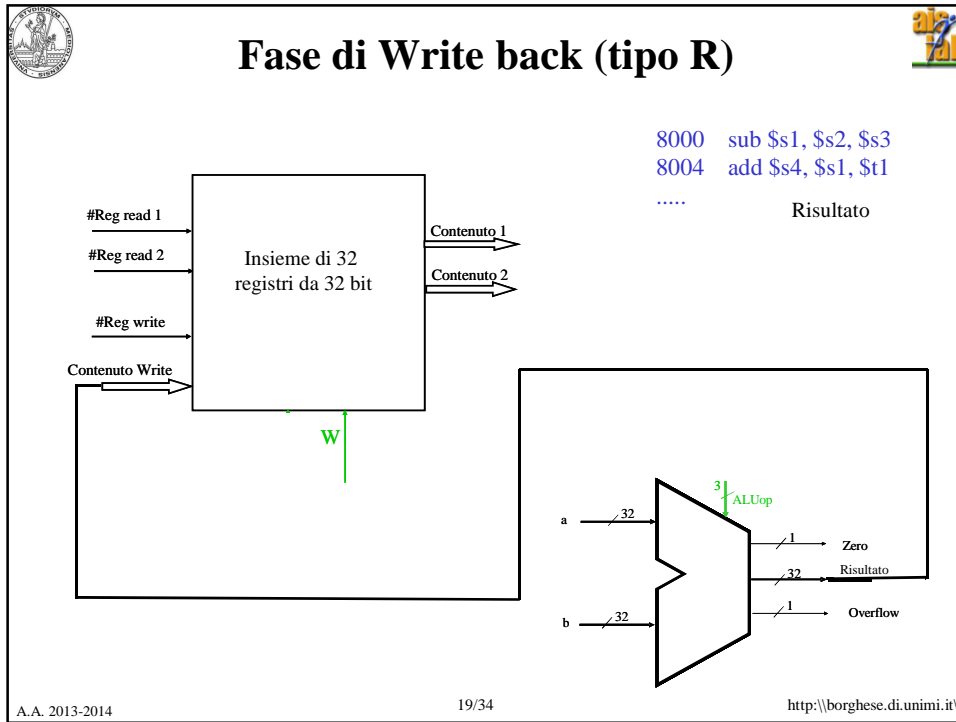 Fase di Write back (tipo R)
8000 sub $s1, $s2, $s3
8004 add $s4, $s1, $t1
.....
Risultato
#Reg read 1
#Reg read 2
#Reg write
Contenuto Write
Insieme di 32
registri da 32 bit
Contenuto 1
Contenuto 2
W
3
ALUop
a
32
b
32
1
Zero
32
Risultato
1
Overflow
A.A. 2013-2014
19/34
http:\\borghese.di.unimi.it\